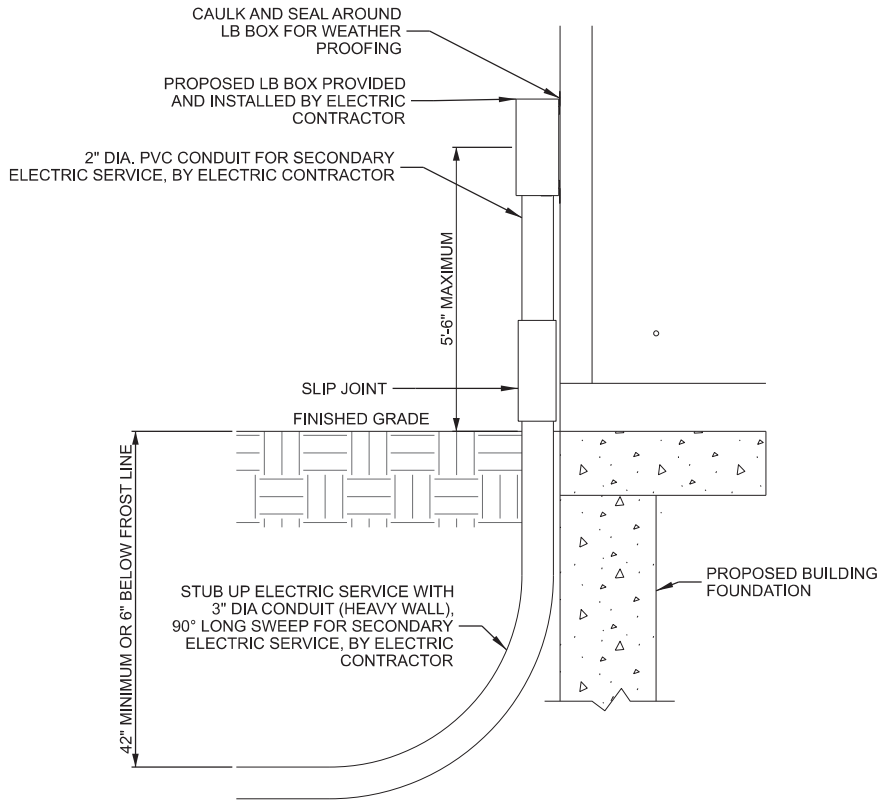 CAULK AND SEAL AROUND
LB BOX FOR WEATHER
PROOFING
PROPOSED LB BOX PROVIDED
AND INSTALLED BY ELECTRIC
CONTRACTOR
2" DIA. PVC CONDUIT FOR SECONDARY
ELECTRIC SERVICE, BY ELECTRIC CONTRACTOR
5'-6" MAXIMUM
SLIP JOINT
FINISHED GRADE
42" MINIMUM OR 6" BELOW FROST LINE
STUB UP ELECTRIC SERVICE WITH
3" DIA CONDUIT (HEAVY WALL),
90° LONG SWEEP FOR SECONDARY
ELECTRIC SERVICE, BY ELECTRIC
CONTRACTOR
PROPOSED BUILDING
FOUNDATION